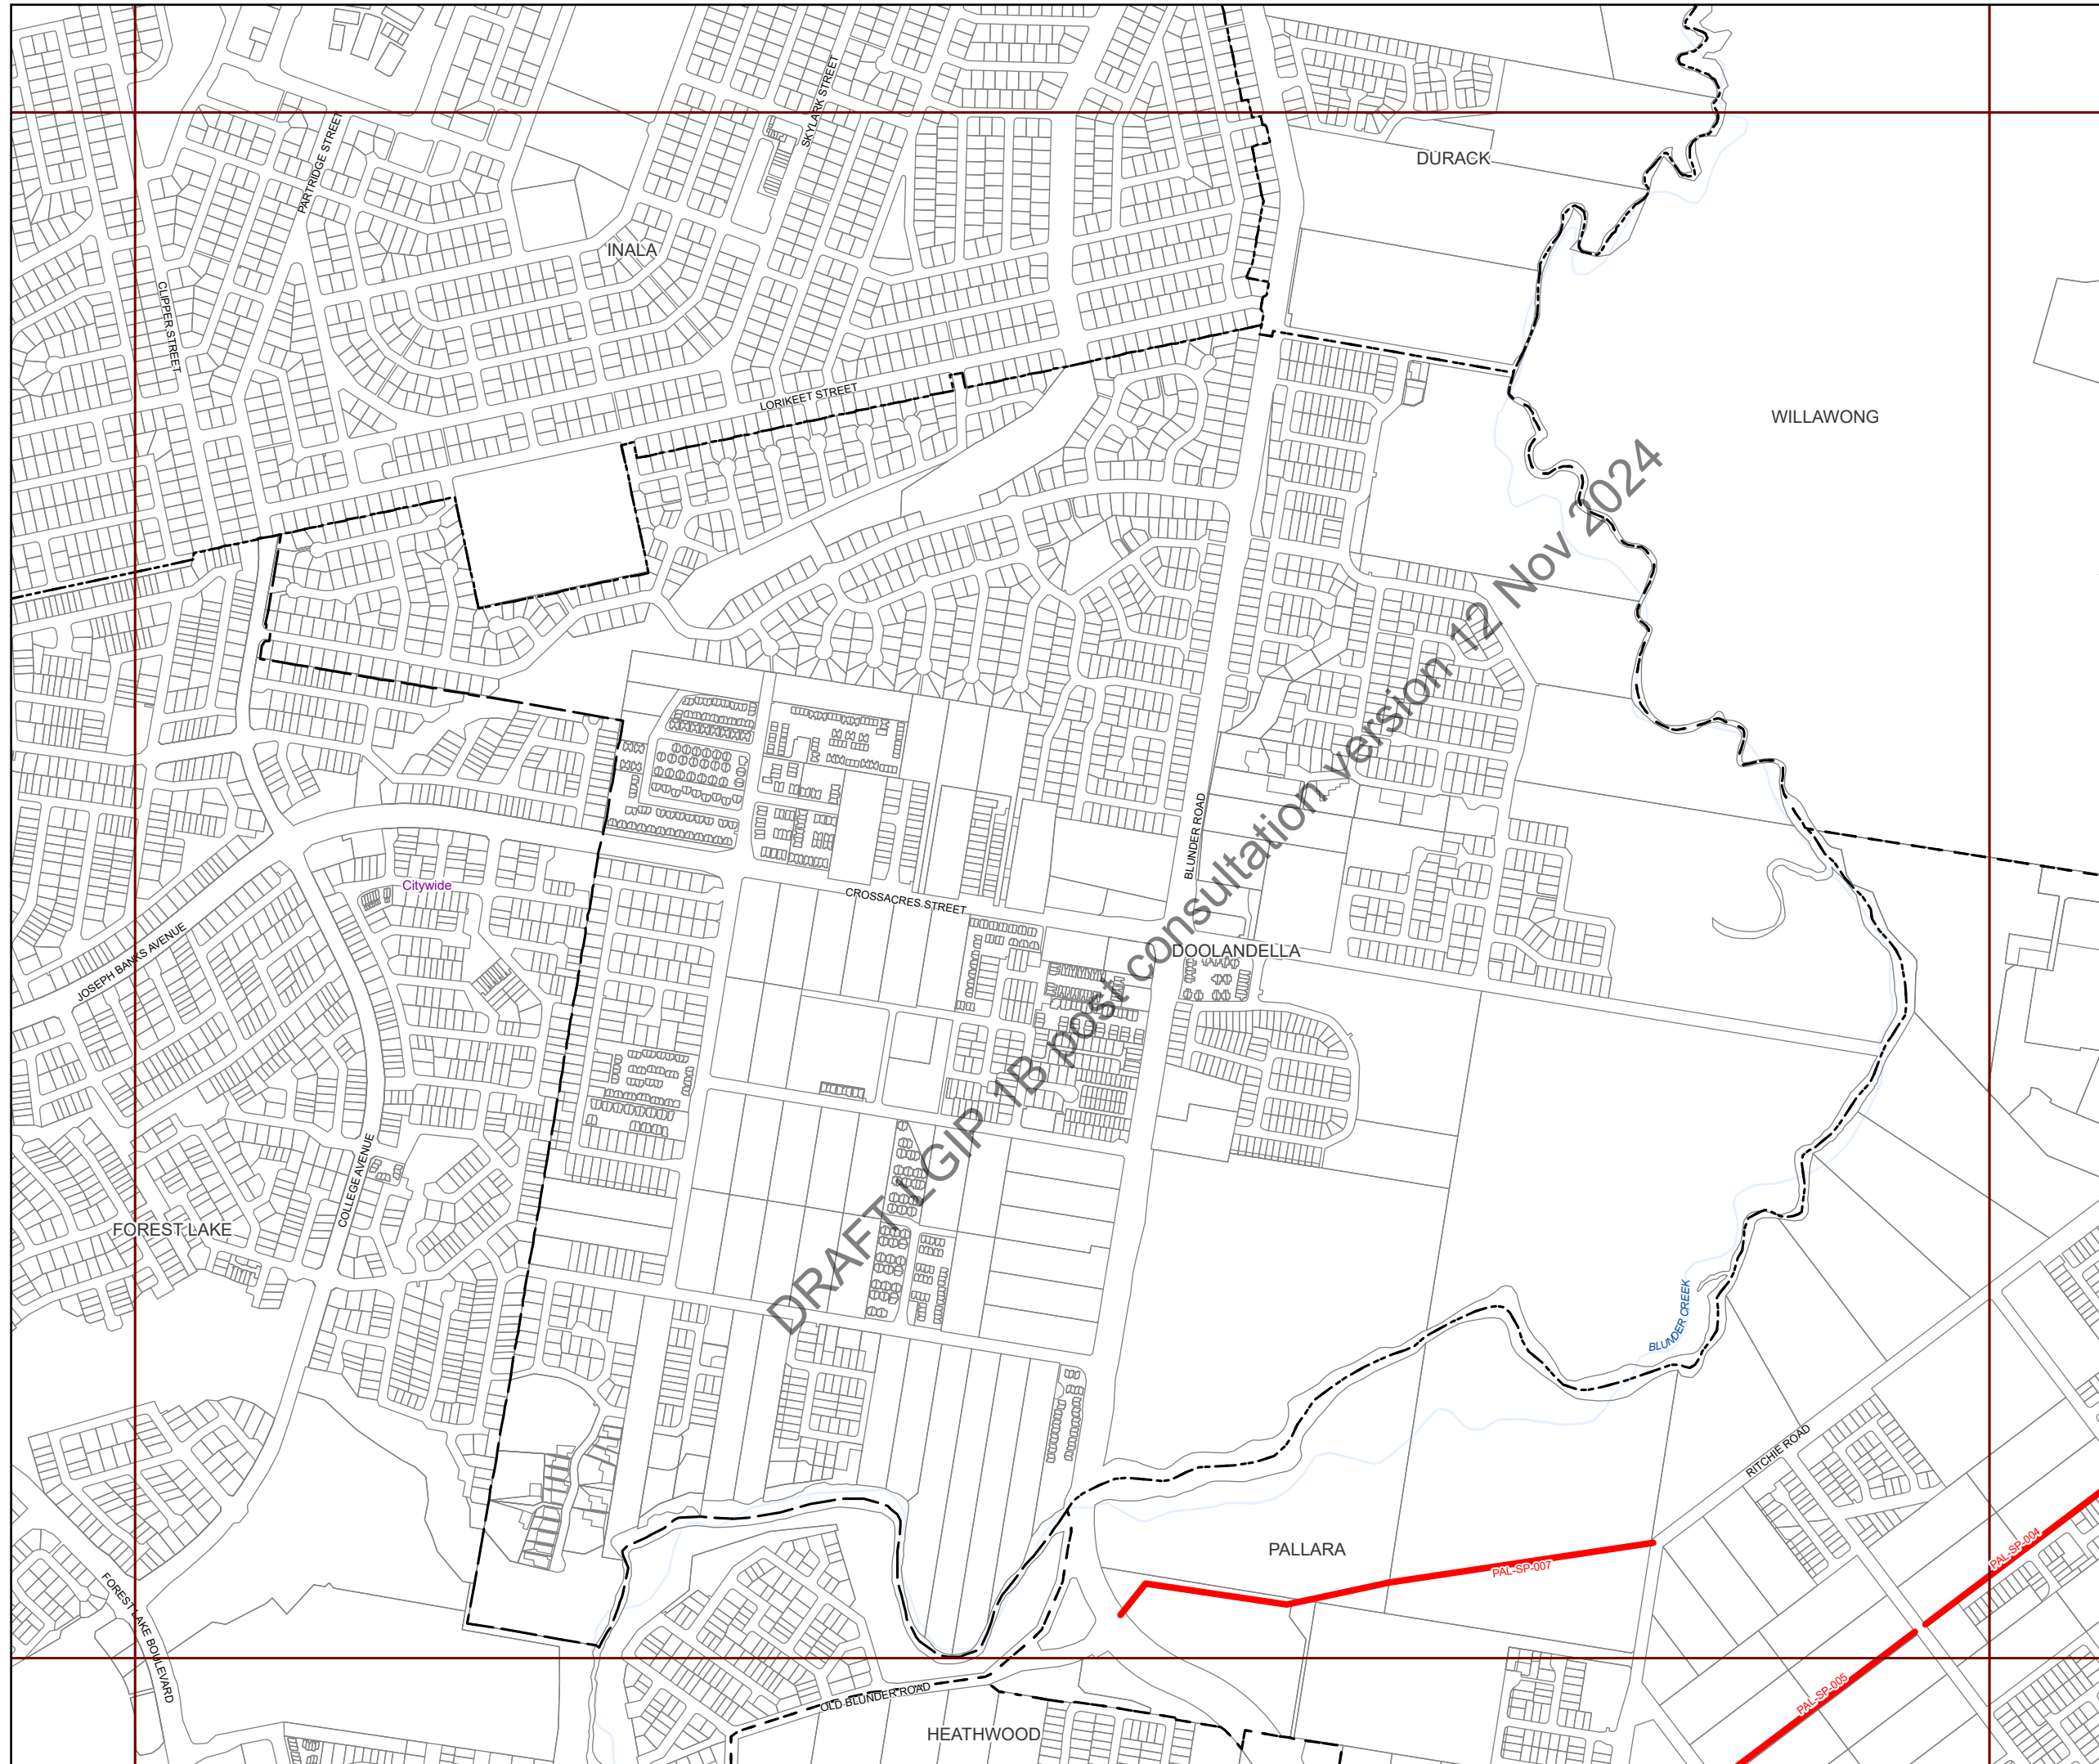 SKYLARK STREET
PARTRIDGE STREET
DURACK
INALA
CLIPPER STREET
LORIKEET STREET
WILLAWONG
DRAFT LGIP 1B post consultation version 12 Nov 2024
BLUNDER ROAD
Citywide
CROSSACRES STREET
JOSEPH BANKS AVENUE
DOOLANDELLA
COLLEGE AVENUE
FOREST LAKE
BLUNDER CREEK
RITCHIE ROAD
PALLARA
PAL-SP-007
PAL-SP-004
FOREST LAKE BOULEVARD
PAL-SP-005
OLD BLUNDER ROAD
HEATHWOOD